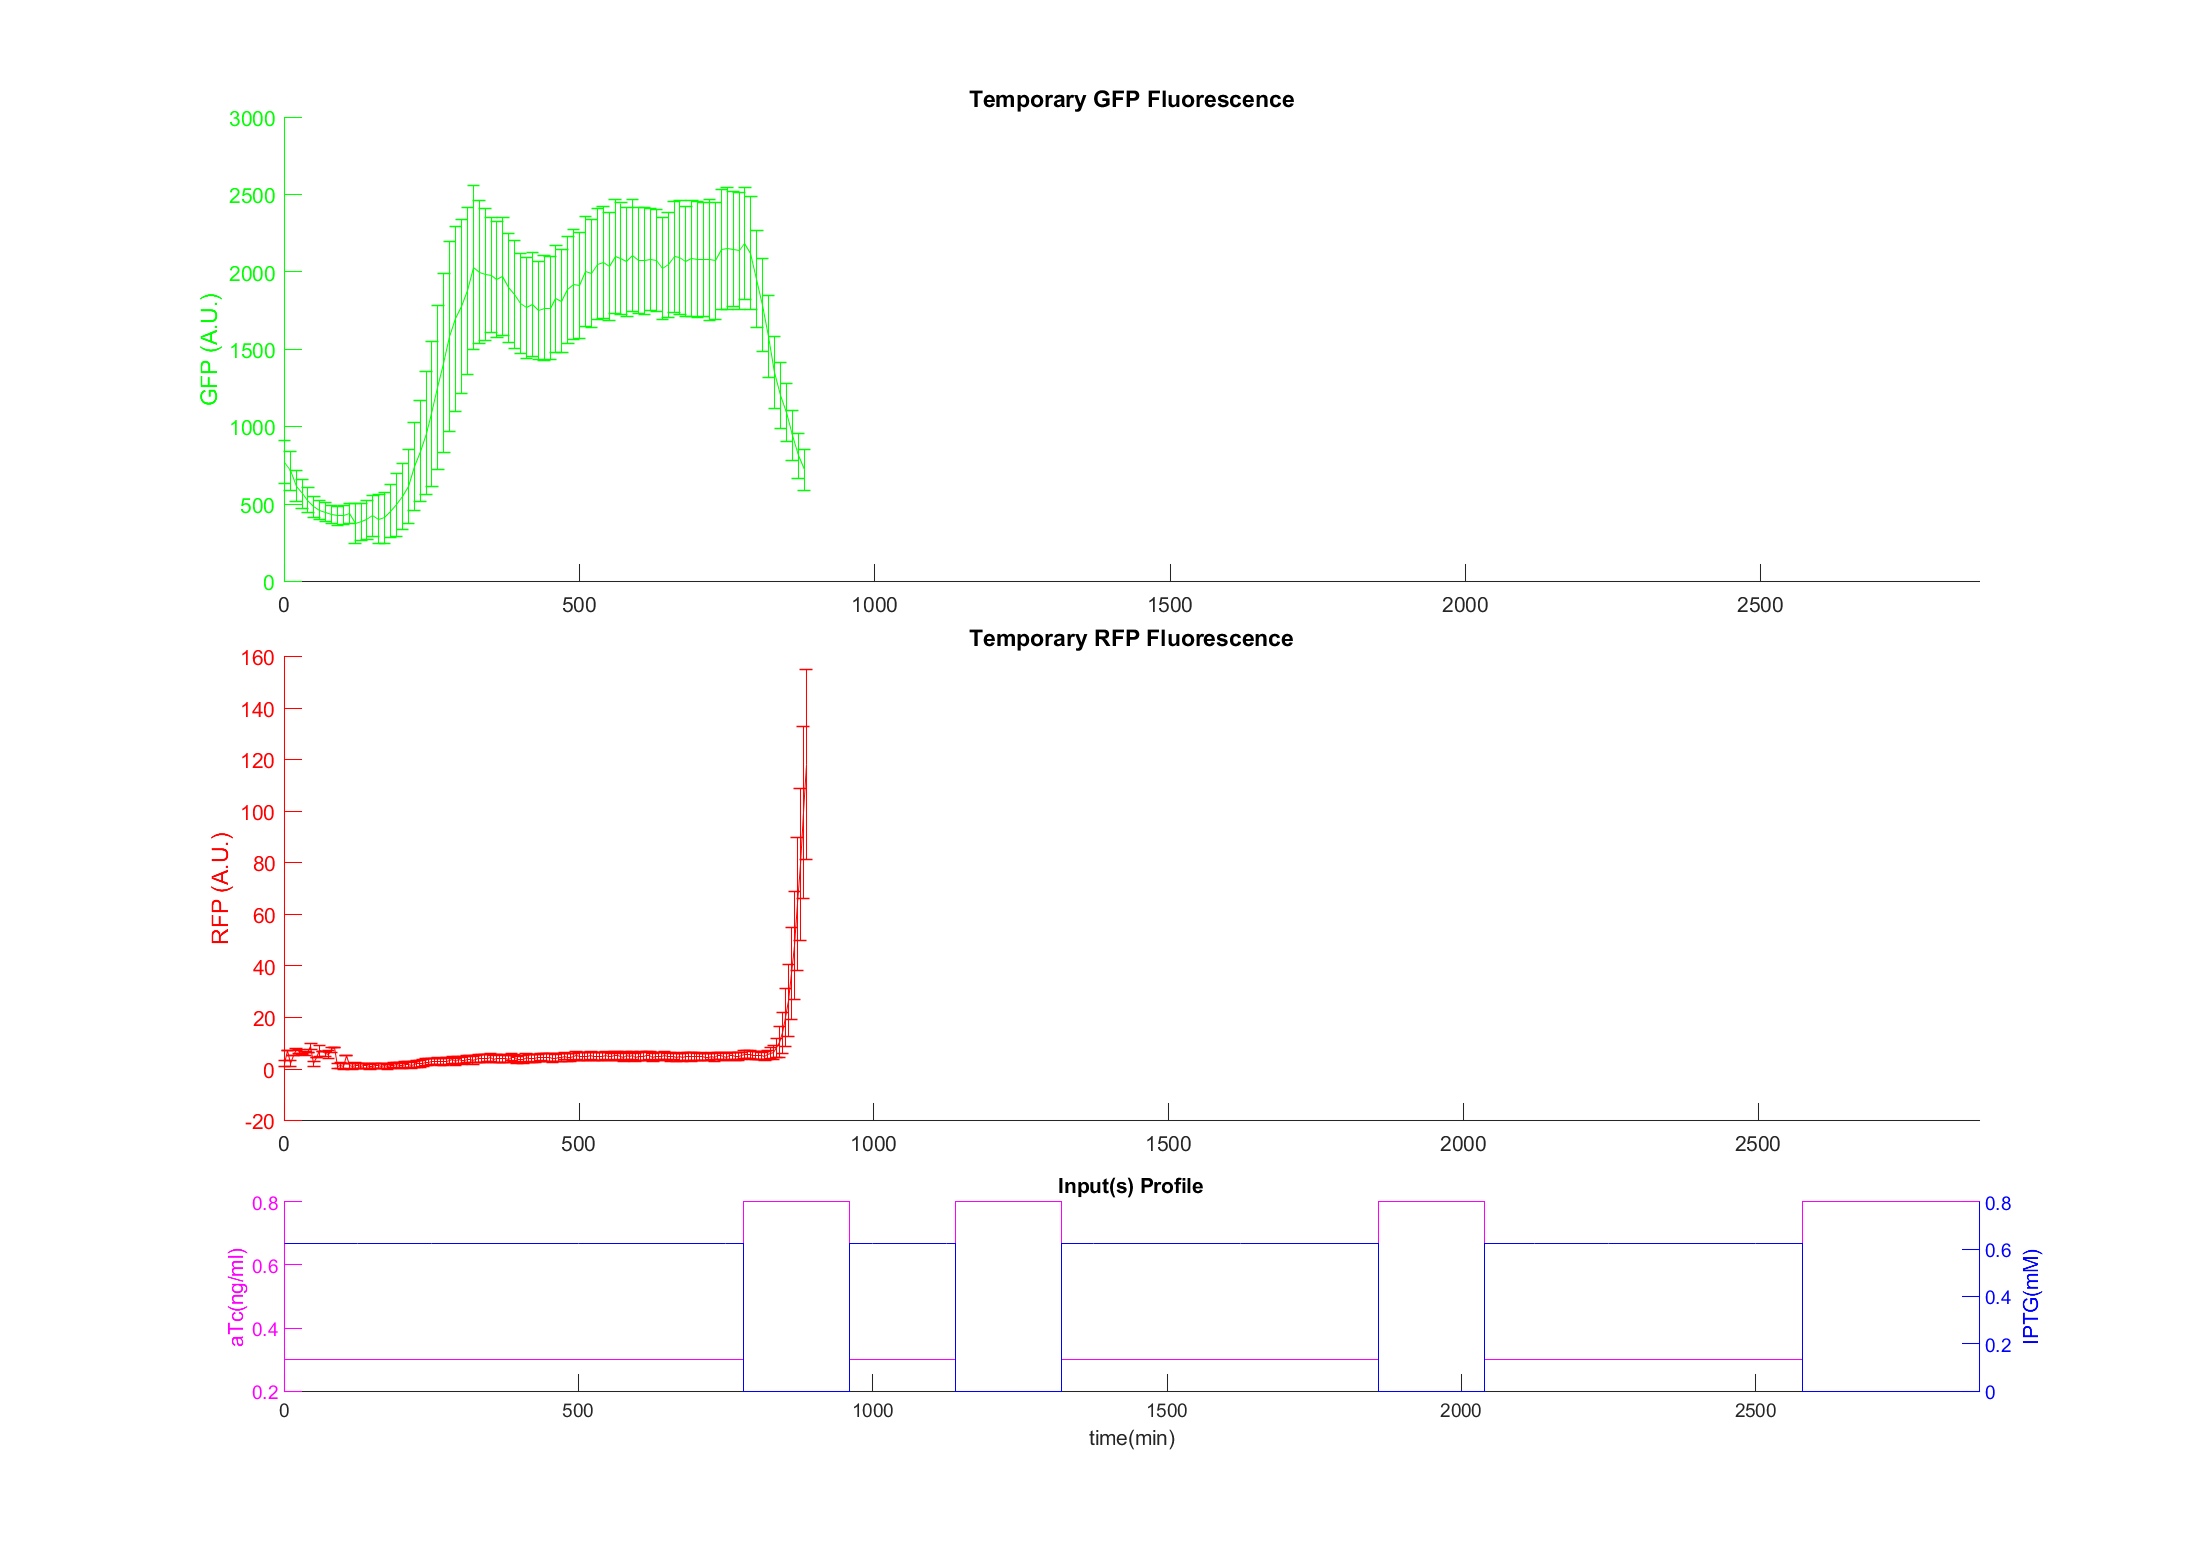 Temporary GFP Fluorescence
GFP (A.U.)
3000
2500
2000
1500
1000
500
0
0 500 1000 1500 2000 2500
Temporary RFP Fluorescence
RFP (A.U.)
160
140
120
100
80
60
40
20
0
-20
0 500 1000 1500 2000 2500
Input(s) Profile
aTc(ng/ml)
0.8
0.6
0.4
0.2
0.8
0.6
0.4
0.2
0
IPTG(mM)
0 500 1000 1500 2000 2500
time(min)